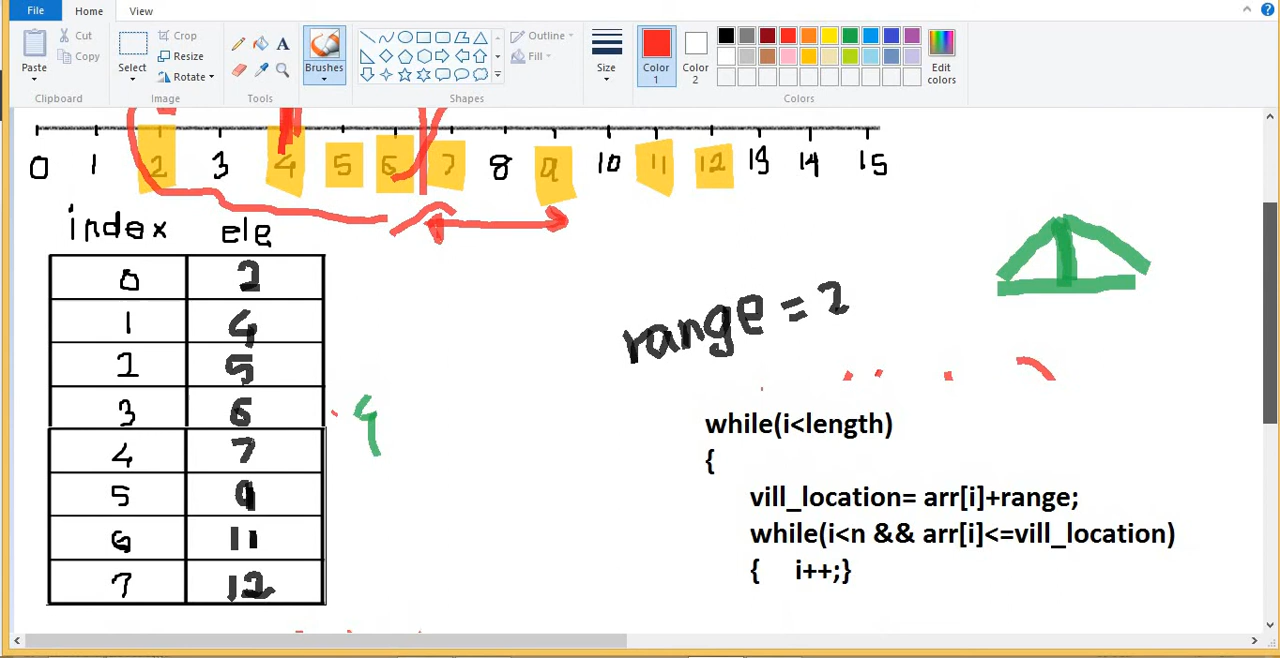 File Home View
Paste Cut Copy
Clipboard
Select Crop Resize Rotate
Image
A
Tools
Brushes
Outline Fill
Shapes
Size
Color 1
Color 2
Edit colors
Colors
0 1 2 3 4 5 6 7 8 9 10 11 12 13 14 15
index ele
0 2
1 4
2 5
3 6 9
4 7
5 9
6 11
7 12
range = 2
while(i<length)
{
vill_location= arr[i]+range;
while(i<n && arr[i]<=vill_location)
{ i++;}